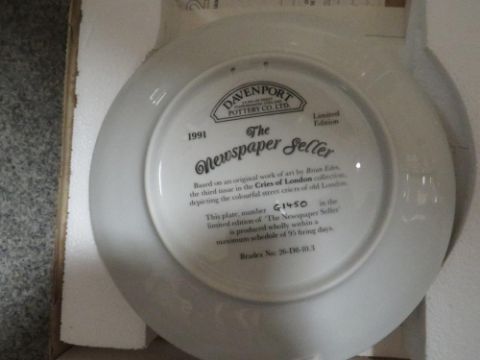 DAVENPORT
POTTERY CO. LTD.
1991
Limited
Edition
The
Newspaper Seller
Based on an original work of art by Brian Eden,
the third issue in the Cries of London collection,
depicting the colourful street criers of old London.
This plate, number G1450 in the
limited edition of 'The Newspaper Seller'
is produced wholly within a
maximum schedule of 95 firing days.
Bradex No: 26-D8-10.3